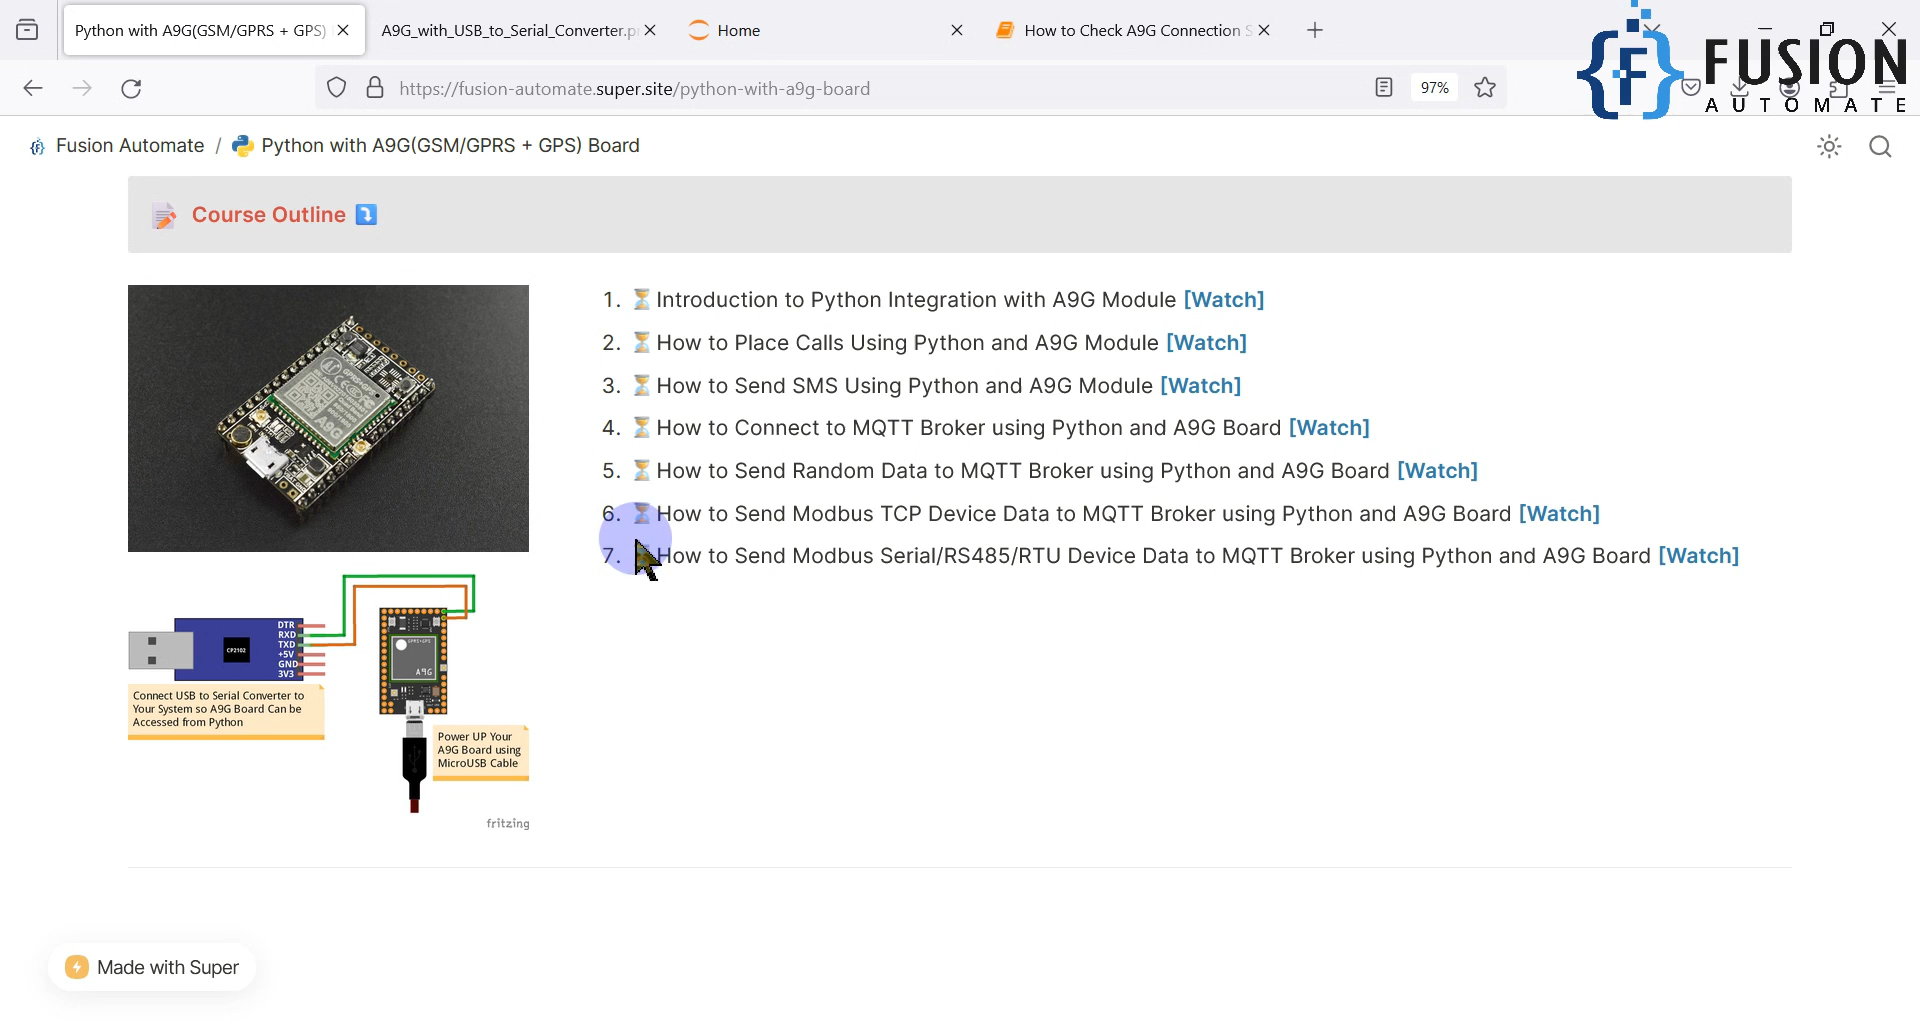 Python with A9G(GSM/GPRS + GPS)
A9G_with_USB_to_Serial_Converter.p
Home
How to Check A9G Connection S
https://fusion-automate.super.site/python-with-a9g-board
97%
FUSION
AUTOMATE
Fusion Automate / Python with A9G(GSM/GPRS + GPS) Board
Course Outline
1. Introduction to Python Integration with A9G Module [Watch]
2. How to Place Calls Using Python and A9G Module [Watch]
3. How to Send SMS Using Python and A9G Module [Watch]
4. How to Connect to MQTT Broker using Python and A9G Board [Watch]
5. How to Send Random Data to MQTT Broker using Python and A9G Board [Watch]
6. How to Send Modbus TCP Device Data to MQTT Broker using Python and A9G Board [Watch]
7. How to Send Modbus Serial/RS485/RTU Device Data to MQTT Broker using Python and A9G Board [Watch]
GPRS+GPS
A9G
DTR
RXD
TXD
+5V
GND
3V3
CP2102
GPRS+GPS
A9G
Connect USB to Serial Converter to
Your System so A9G Board Can be
Accessed from Python
Power UP Your
A9G Board using
MicroUSB Cable
fritzing
Made with Super